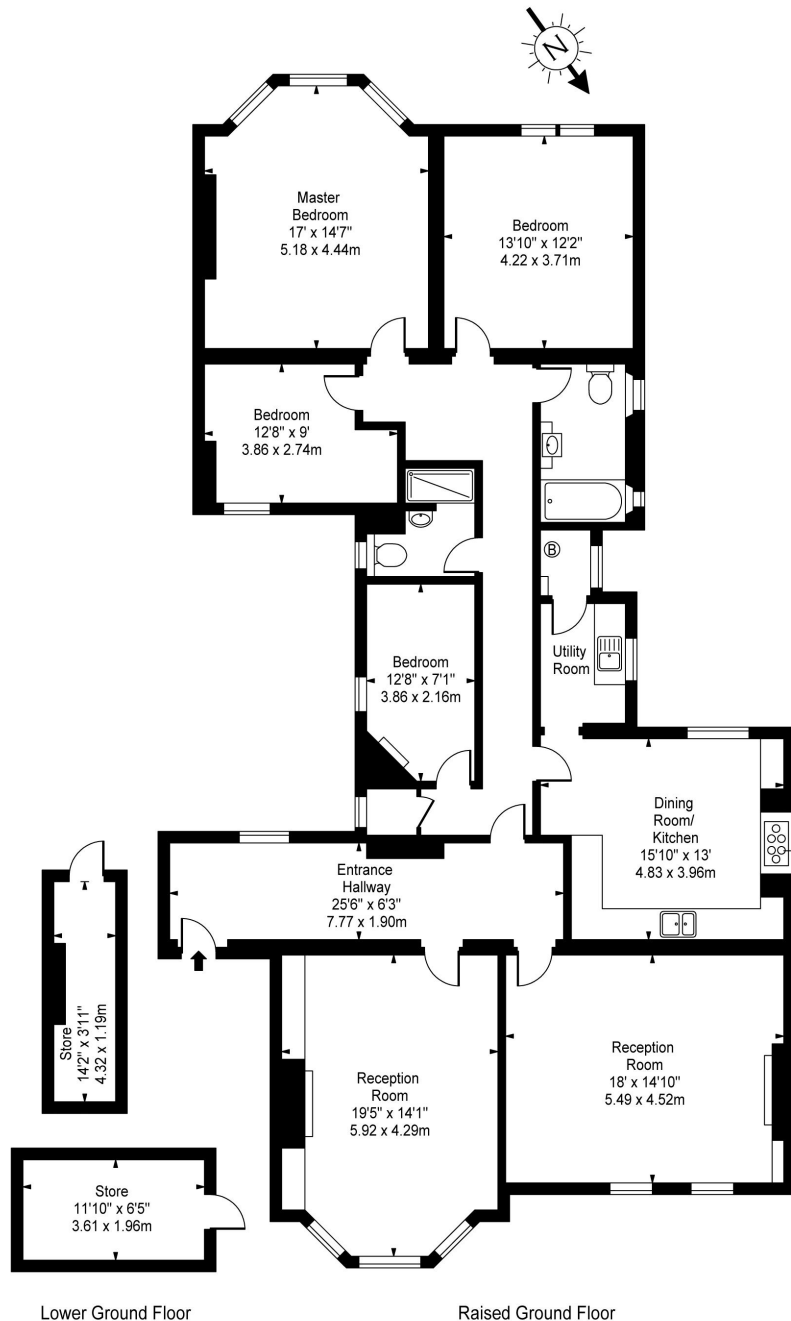 N
Master
Bedroom
17' x 14'7"
5.18 x 4.44m
Bedroom
13'10" x 12'2"
4.22 x 3.71m
Bedroom
12'8" x 9'
3.86 x 2.74m
B
Utility
Room
Bedroom
12'8" x 7'1"
3.86 x 2.16m
Dining
Room/
Kitchen
15'10" x 13'
4.83 x 3.96m
Entrance
Hallway
25'6" x 6'3"
7.77 x 1.90m
Store
14'2" x 3'11"
4.32 x 1.19m
Reception
Room
19'5" x 14'1"
5.92 x 4.29m
Reception
Room
18' x 14'10"
5.49 x 4.52m
Store
11'10" x 6'5"
3.61 x 1.96m
Lower Ground Floor
Raised Ground Floor